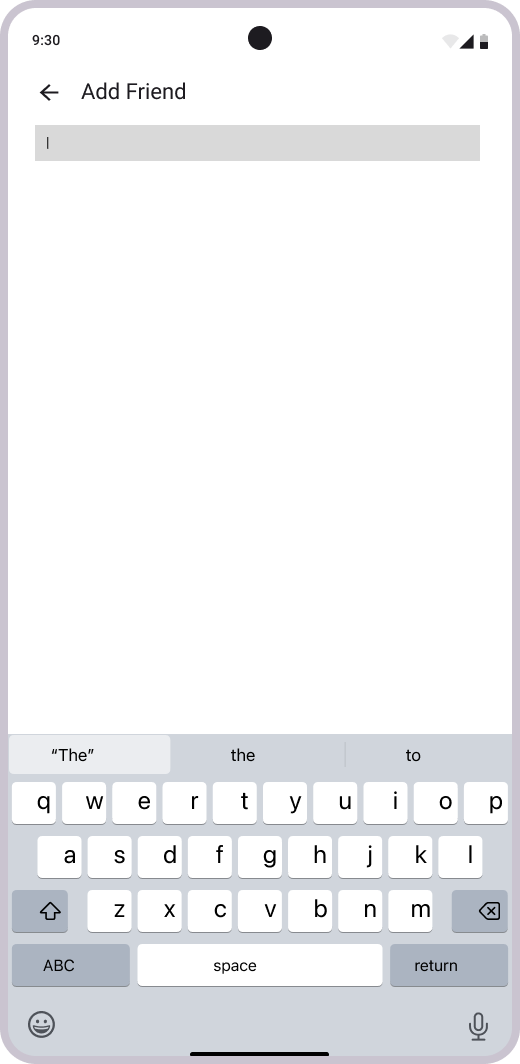 9:30
Add Friend
“The” the to
q w e r t y u i o p
a s d f g h j k l
z x c v b n m
ABC space return